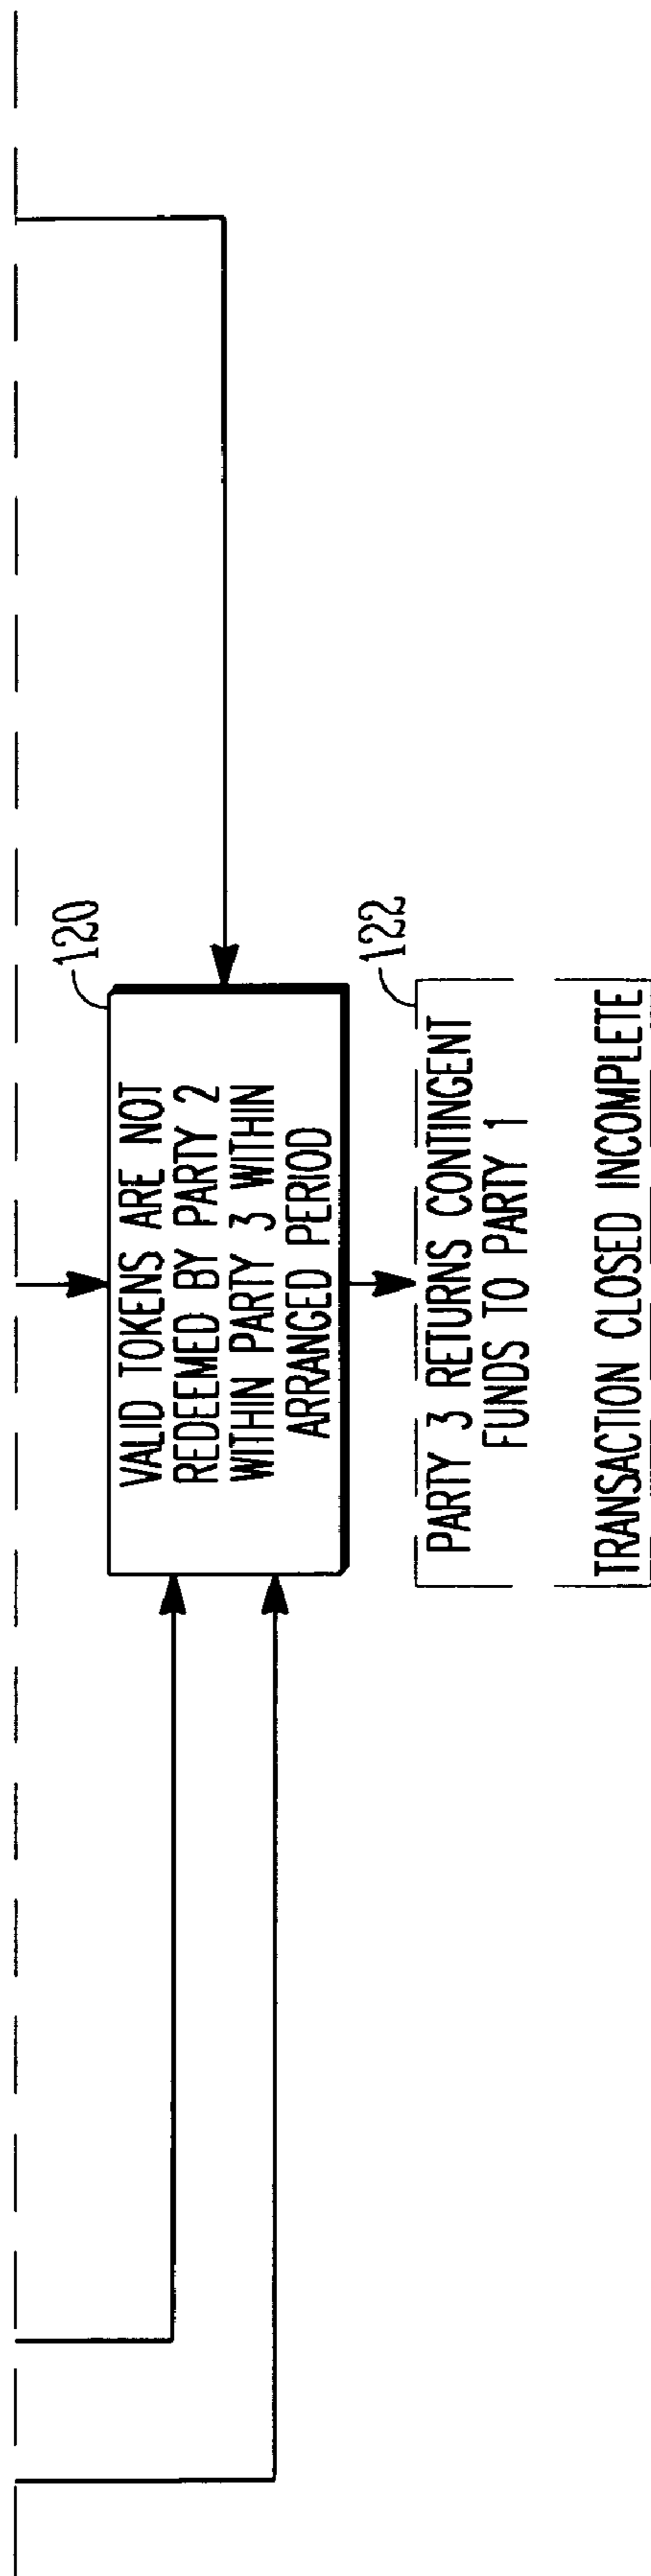 120
VALID TOKENS ARE NOT
REDEEMED BY PARTY 2
WITHIN PARTY 3 WITHIN
ARRANGED PERIOD
122
PARTY 3 RETURNS CONTINGENT
FUNDS TO PARTY 1
TRANSACTION CLOSED INCOMPLETE